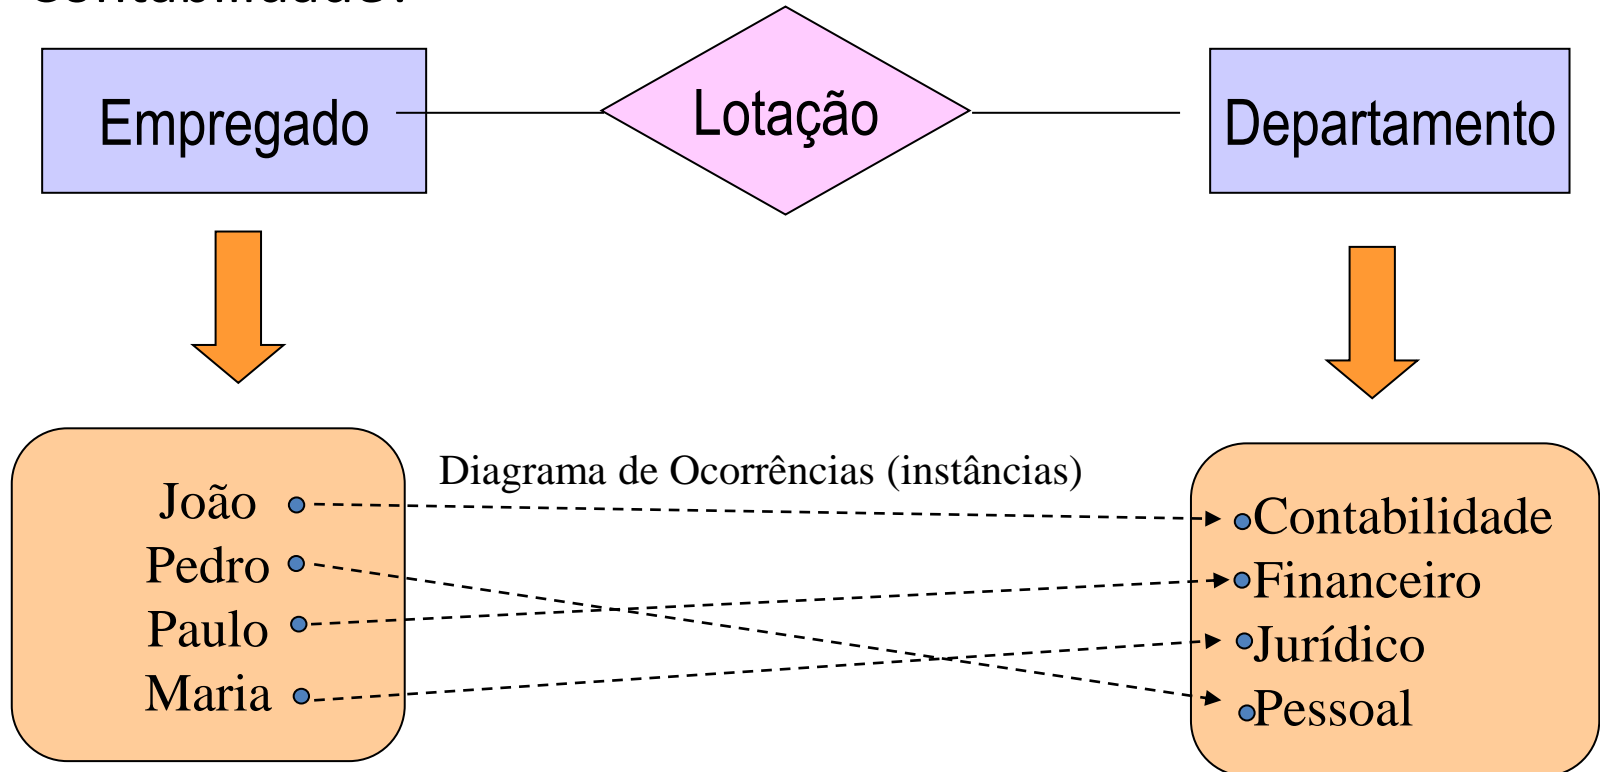 Empregado
Lotação
Departamento
Diagrama de Ocorrências (instâncias)
João
Pedro
Paulo
Maria
Contabilidade
Financeiro
Jurídico
Pessoal